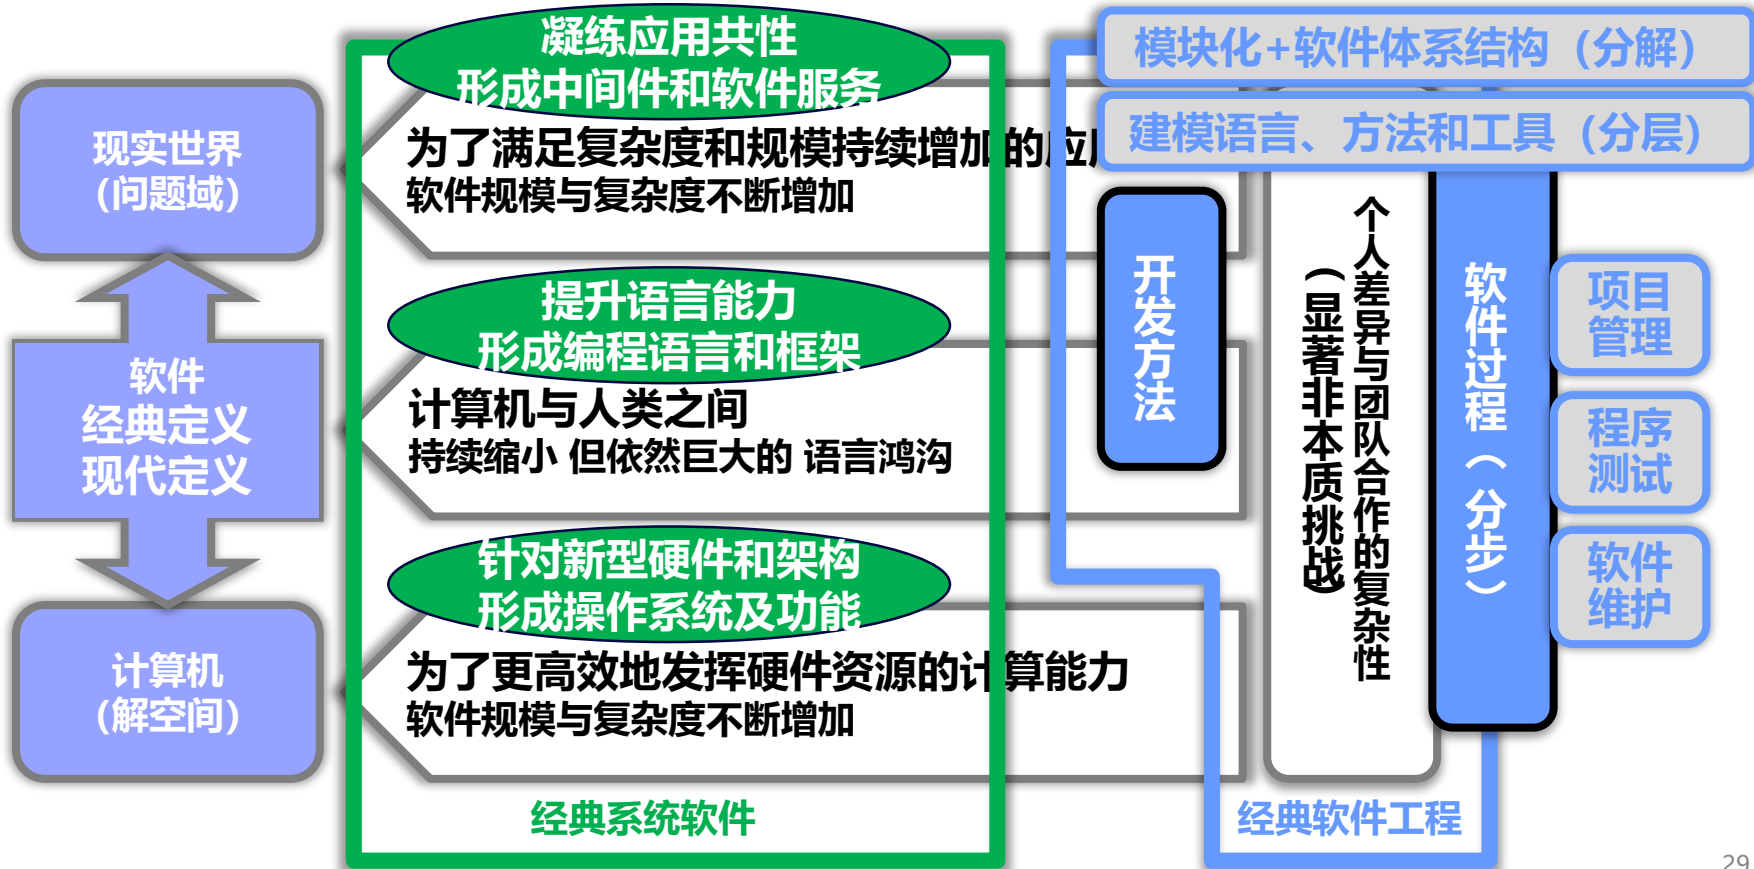 凝练应用共性
形成中间件和软件服务
模块化+软件体系结构（分解）
建模语言、方法和工具（分层）
现实世界
（问题域）
为了满足复杂度和规模持续增加的应
软件规模与复杂度不断增加
软件
经典定义
现代定义
提升语言能力
形成编程语言和框架
计算机与人类之间
持续缩小 但依然巨大的 语言鸿沟
针对新型硬件和架构
形成操作系统及功能
为了更高效地发挥硬件资源的计算能力
软件规模与复杂度不断增加
计算机
（解空间）
开发方法
个人差异与团队合作的复杂性
（显著非本质挑战）
软件过程（分步）
项目
管理
程序
测试
软件
维护
经典系统软件
经典软件工程
29